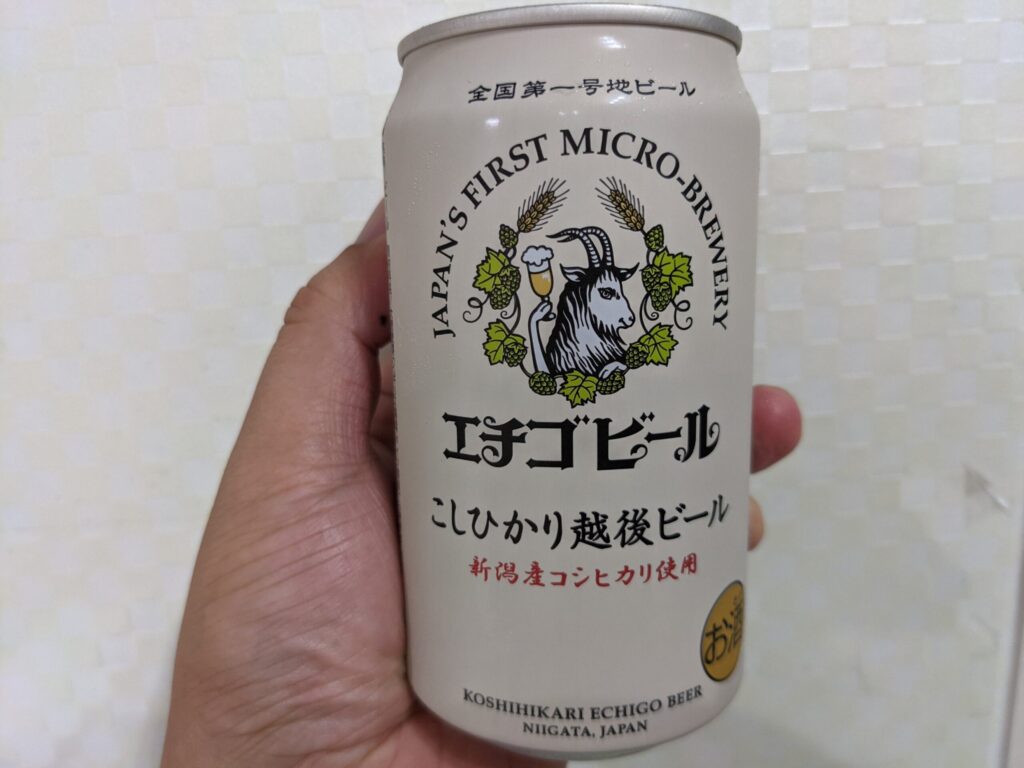 全国第一号地ビール
JAPAN'S FIRST MICRO-BREWERY
エチゴビール
こしひかり越後ビール
新潟産コシヒカリ使用
お酒
KOSHIHIKARI ECHIGO BEER
NIIGATA, JAPAN